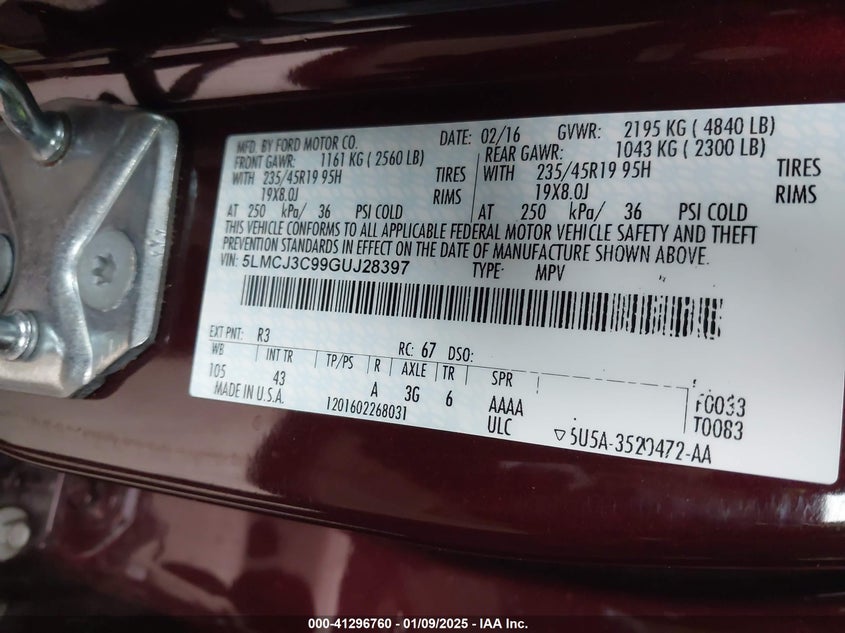 MFD. BY FORD MOTOR CO. DATE: 02/16 GVWR: 2195 KG ( 4840 LB)
FRONT GAWR: 1161 KG ( 2560 LB) REAR GAWR: 1043 KG ( 2300 LB)
WITH 235/45R19 95H TIRES WITH 235/45R19 95H TIRES
19X8.0J RIMS 19X8.0J RIMS
AT 250 kPa/ 36 PSI COLD AT 250 kPa/ 36 PSI COLD
THIS VEHICLE CONFORMS TO ALL APPLICABLE FEDERAL MOTOR VEHICLE SAFETY AND THEFT
PREVENTION STANDARDS IN EFFECT ON THE DATE OF MANUFACTURE SHOWN ABOVE.
VIN: 5LMCJ3C99GUJ28397 TYPE: MPV
EXT PNT: R3 RC: 67 DSO:
WB INT TR TP/PS R AXLE TR SPR
105 43 A 3G 6 AAAA F0033
MADE IN U.S.A. 1201602268031 ULC T0083
▽5U5A-3520472-AA
000-41296760 — 01/09/2025 — IAA Inc.